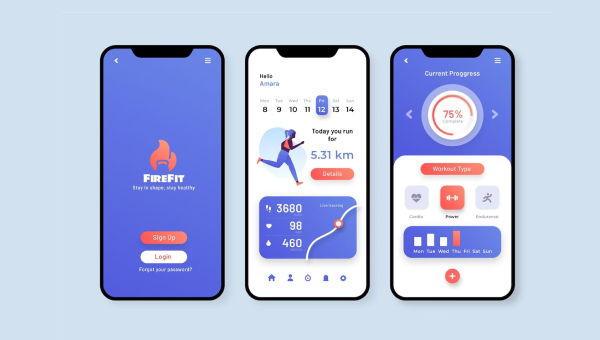 FIREFIT
Stay in shape, stay healthy
Sign Up
Login
Forgot your password?
Hello
Amara
Mon Tue Wed Thu Fri Sat Sun
8 9 10 11 12 13 14
Today you run
for
5.31 km
Details
3680
Live tracking
98
460
Current Proggress
75%
Complete
Workout Type
Cardio Power Endurance
Mon Tue Wed Thu Fri Sat Sun